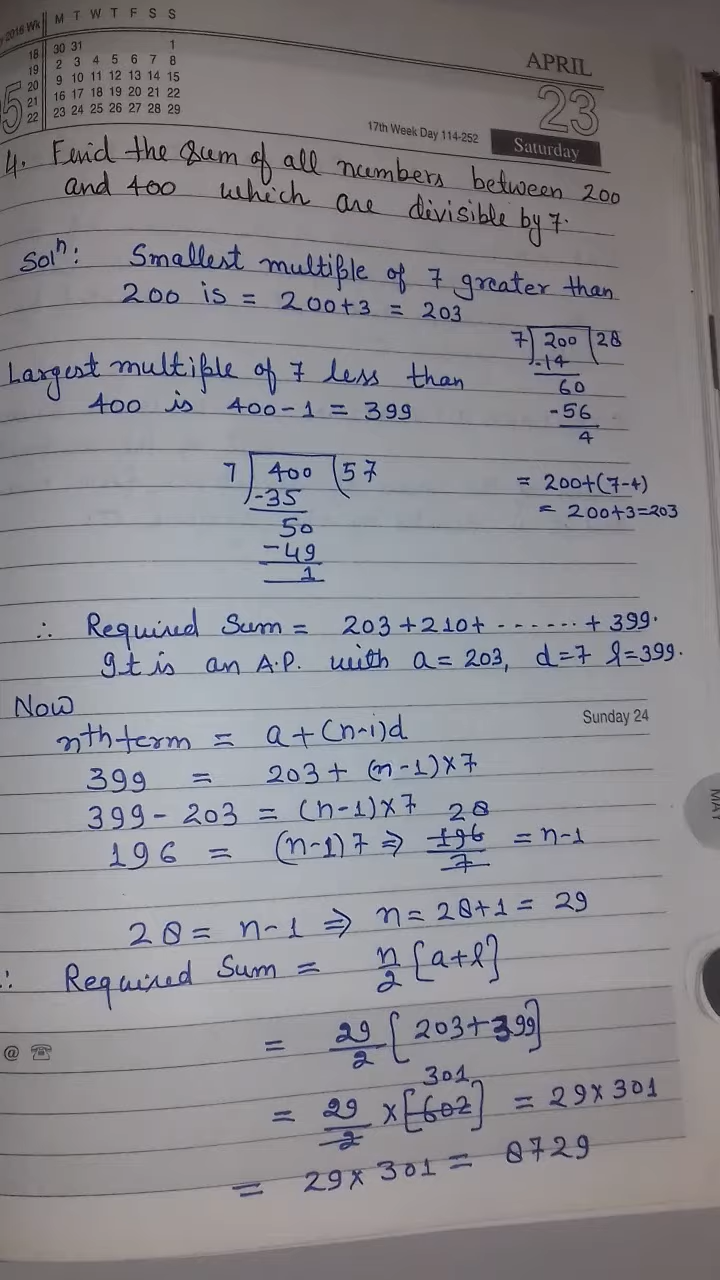 2016 Wk M T W T F S S
18 30 31 1
19 2 3 4 5 6 7 8
20 9 10 11 12 13 14 15
21 16 17 18 19 20 21 22
22 23 24 25 26 27 28 29
5
APRIL
23
17th Week Day 114-252
Saturday
4. Find the Sum of all numbers between 200
and 400 which are divisible by 7.
Solⁿ: Smallest multiple of 7 greater than
200 is = 200+3 = 203
7 200 28
-14
60
-56
4
= 200+(7-4)
= 200+3=203
Largest multiple of 7 less than
400 is 400-1 = 399
7 400 57
-35
50
-49
1
∴ Required Sum = 203+210+ ------- + 399.
It is an A.P. with a=203, d=7 l=399.
Now
Sunday 24
nth term = a+(n-1)d
399 = 203+ (n-1)×7
399-203 = (n-1)×7
196 = (n-1)7 ⇒ 196/7 28 = n-1
28 = n-1 ⇒ n=28+1= 29
∴ Required Sum = n/2 [a+l]
= 29/2 [203+399]
= 29/2 ×[602] 301 = 29×301
= 29×301 = 8729
@ ☎
MAY